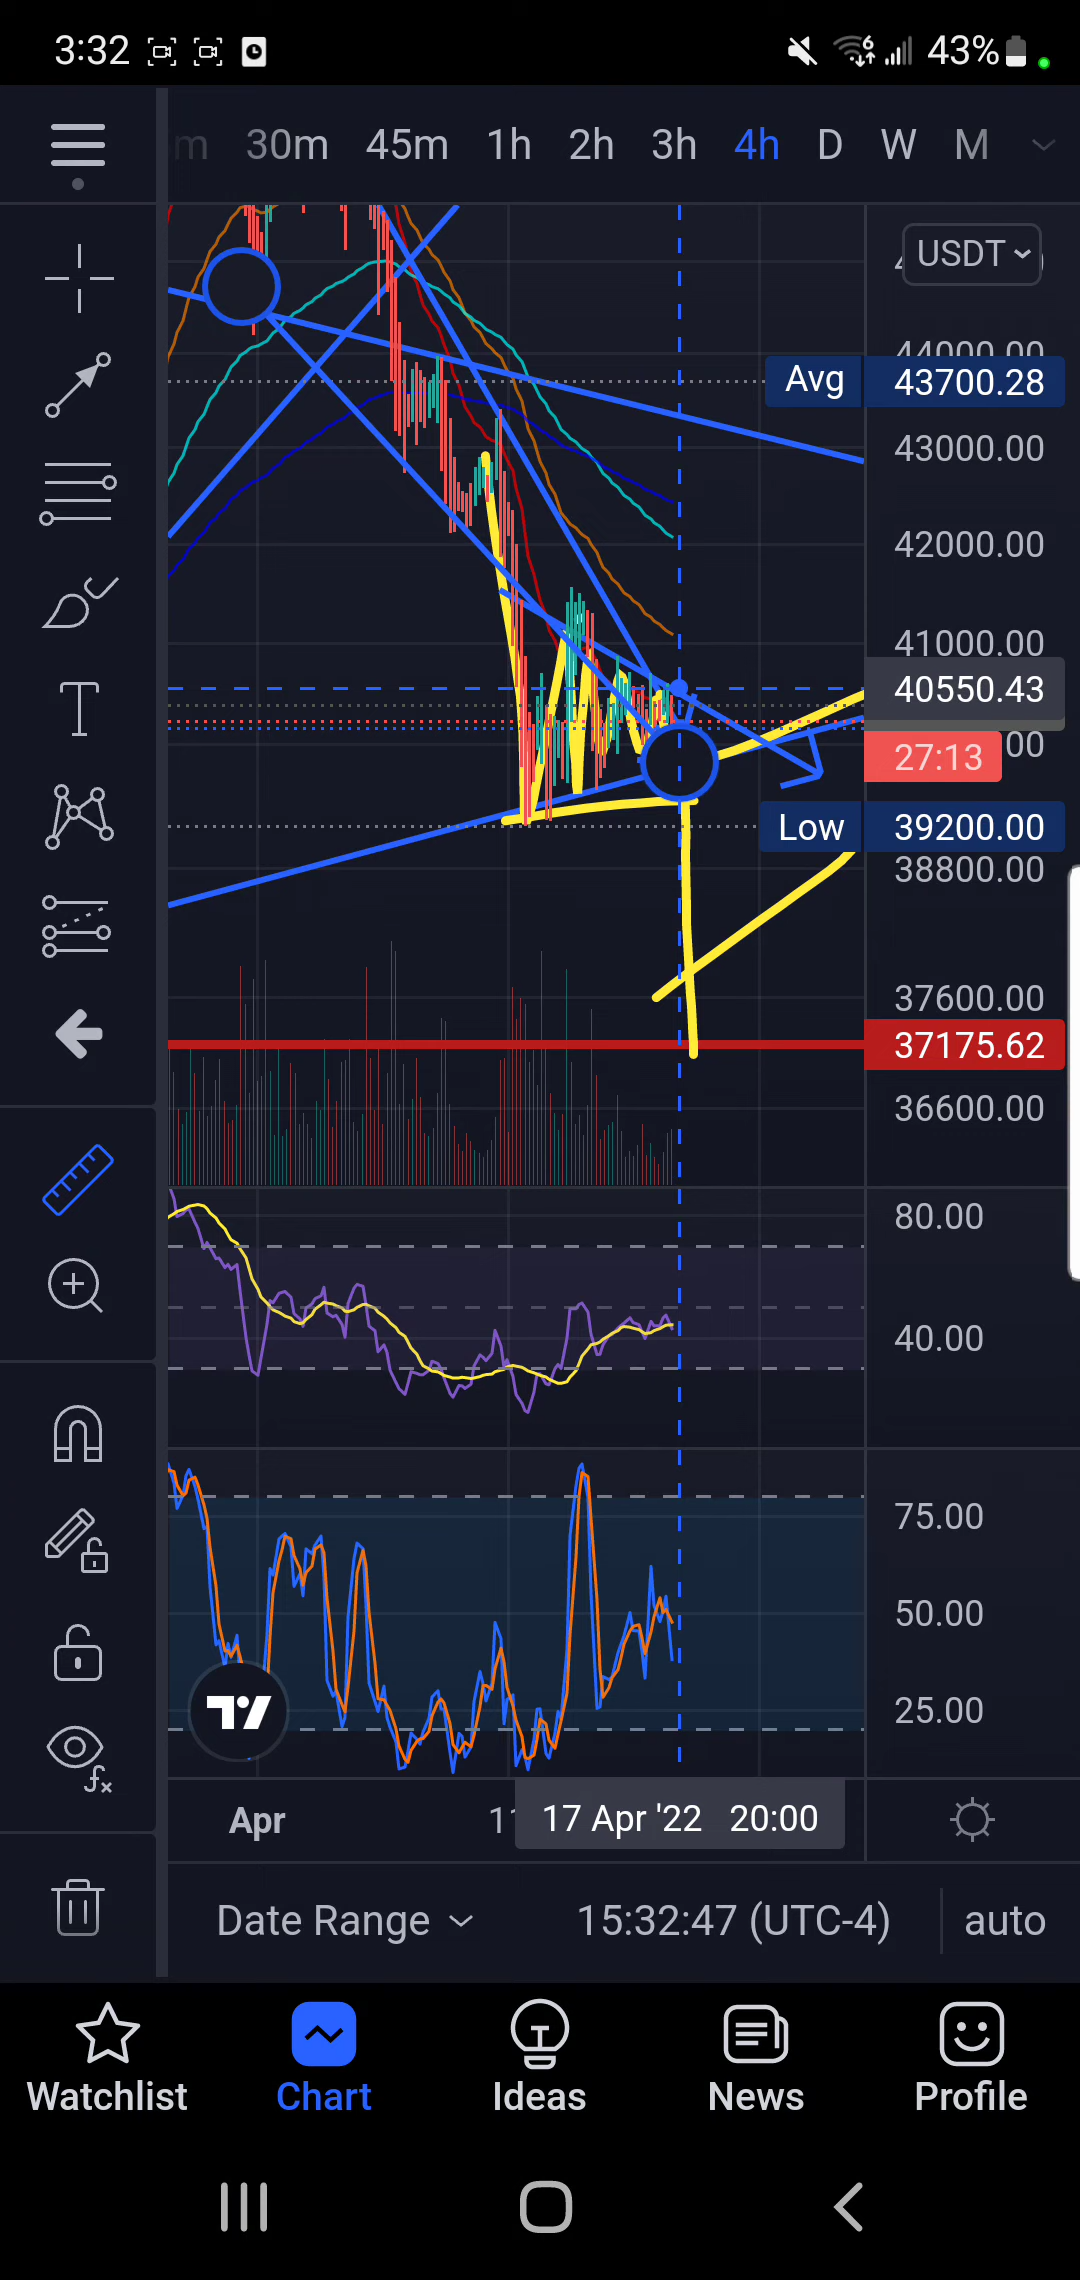 3:32 43%
30m 45m 1h 2h 3h 4h D W M
USDT
44000.00
Avg 43700.28
43000.00
42000.00
41000.00
40550.43
27:13
Low 39200.00
38800.00
37600.00
37175.62
36600.00
80.00
40.00
75.00
50.00
25.00
Apr 17 Apr '22 20:00
Date Range 15:32:47 (UTC-4) auto
Watchlist Chart Ideas News Profile